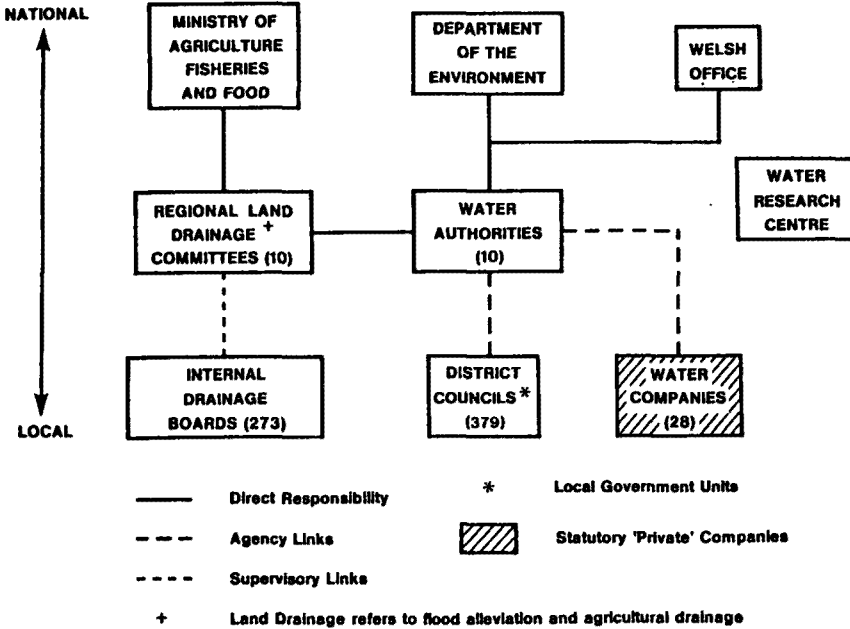 NATIONAL
MINISTRY OF
AGRICULTURE
FISHERIES
AND FOOD
DEPARTMENT
OF THE
ENVIRONMENT
WELSH
OFFICE
WATER
RESEARCH
CENTRE
REGIONAL LAND
DRAINAGE +
COMMITTEES (10)
WATER
AUTHORITIES
(10)
INTERNAL
DRAINAGE
BOARDS (273)
DISTRICT
COUNCILS *
(379)
WATER
COMPANIES
(28)
LOCAL
Direct Responsibility
* Local Government Units
Agency Links
Statutory 'Private' Companies
Supervisory Links
+ Land Drainage refers to flood alleviation and agricultural drainage